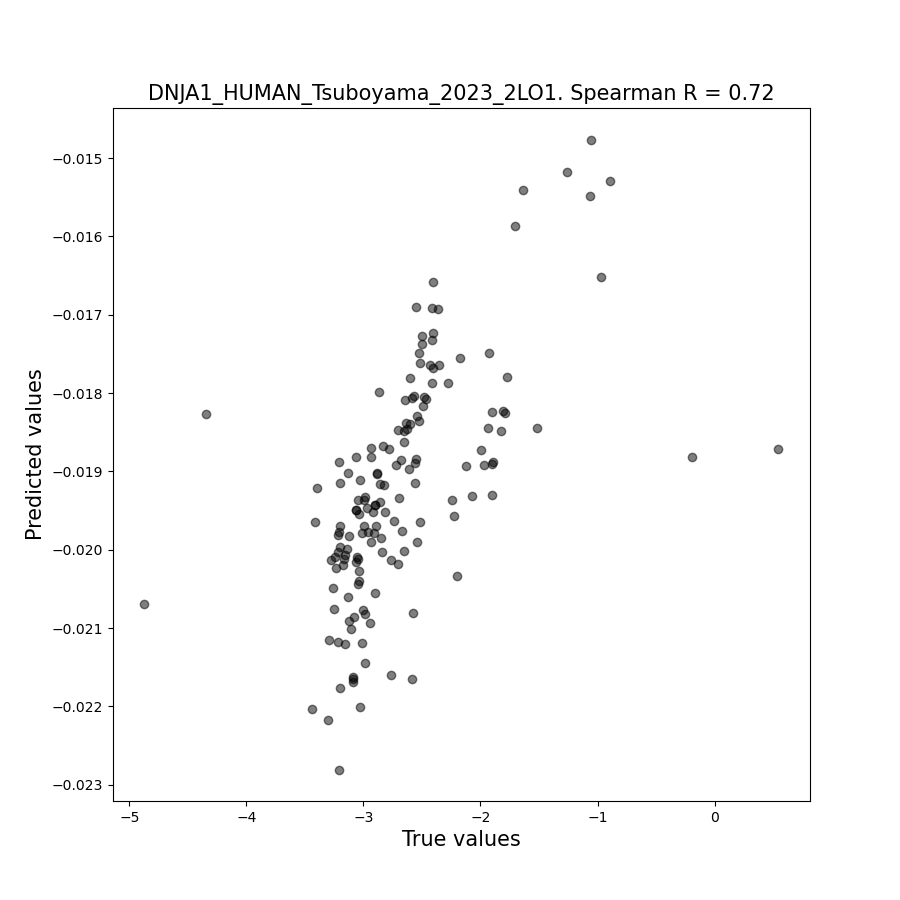 DNJA1_HUMAN_Tsuboyama_2023_2LO1. Spearman R = 0.72
Predicted values
−0.015
−0.016
−0.017
−0.018
−0.019
−0.020
−0.021
−0.022
−0.023
−5 −4 −3 −2 −1 0
True values